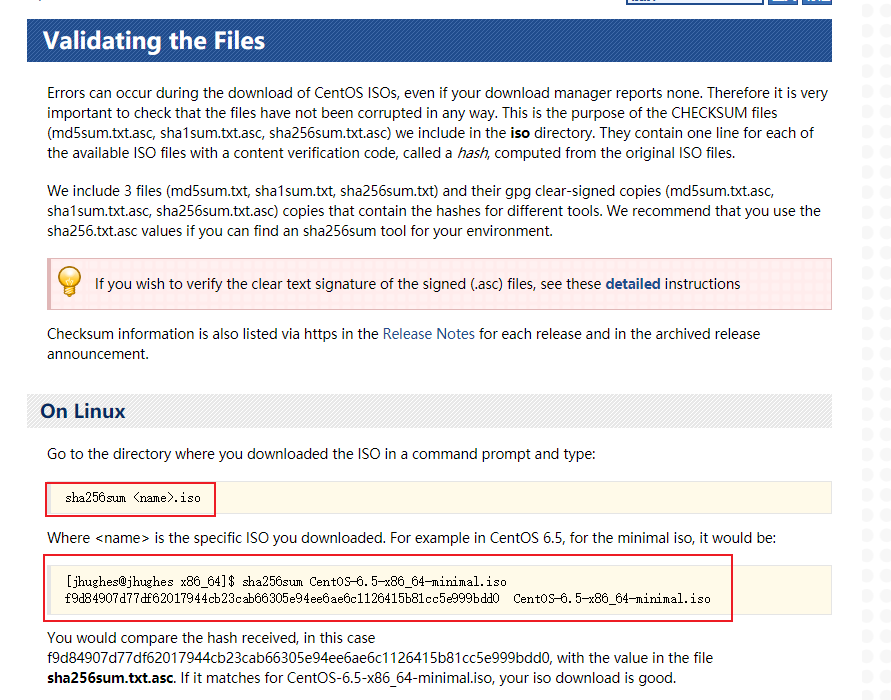 Validating the Files
Errors can occur during the download of CentOS ISOs, even if your download manager reports none. Therefore it is very
important to check that the files have not been corrupted in any way. This is the purpose of the CHECKSUM files
(md5sum.txt.asc, sha1sum.txt.asc, sha256sum.txt.asc) we include in the iso directory. They contain one line for each of
the available ISO files with a content verification code, called a hash, computed from the original ISO files.
We include 3 files (md5sum.txt, sha1sum.txt, sha256sum.txt) and their gpg clear-signed copies (md5sum.txt.asc,
sha1sum.txt.asc, sha256sum.txt.asc) copies that contain the hashes for different tools. We recommend that you use the
sha256.txt.asc values if you can find an sha256sum tool for your environment.
If you wish to verify the clear text signature of the signed (.asc) files, see these detailed instructions
Checksum information is also listed via https in the Release Notes for each release and in the archived release
announcement.
On Linux
Go to the directory where you downloaded the ISO in a command prompt and type:
sha256sum <name>.iso
Where <name> is the specific ISO you downloaded. For example in CentOS 6.5, for the minimal iso, it would be:
[jhughes@jhughes x86_64]$ sha256sum CentOS-6.5-x86_64-minimal.iso
f9d84907d77df62017944cb23cab66305e94ee6ae6c1126415b81cc5e999bdd0  CentOS-6.5-x86_64-minimal.iso
You would compare the hash received, in this case
f9d84907d77df62017944cb23cab66305e94ee6ae6c1126415b81cc5e999bdd0, with the value in the file
sha256sum.txt.asc. If it matches for CentOS-6.5-x86_64-minimal.iso, your iso download is good.